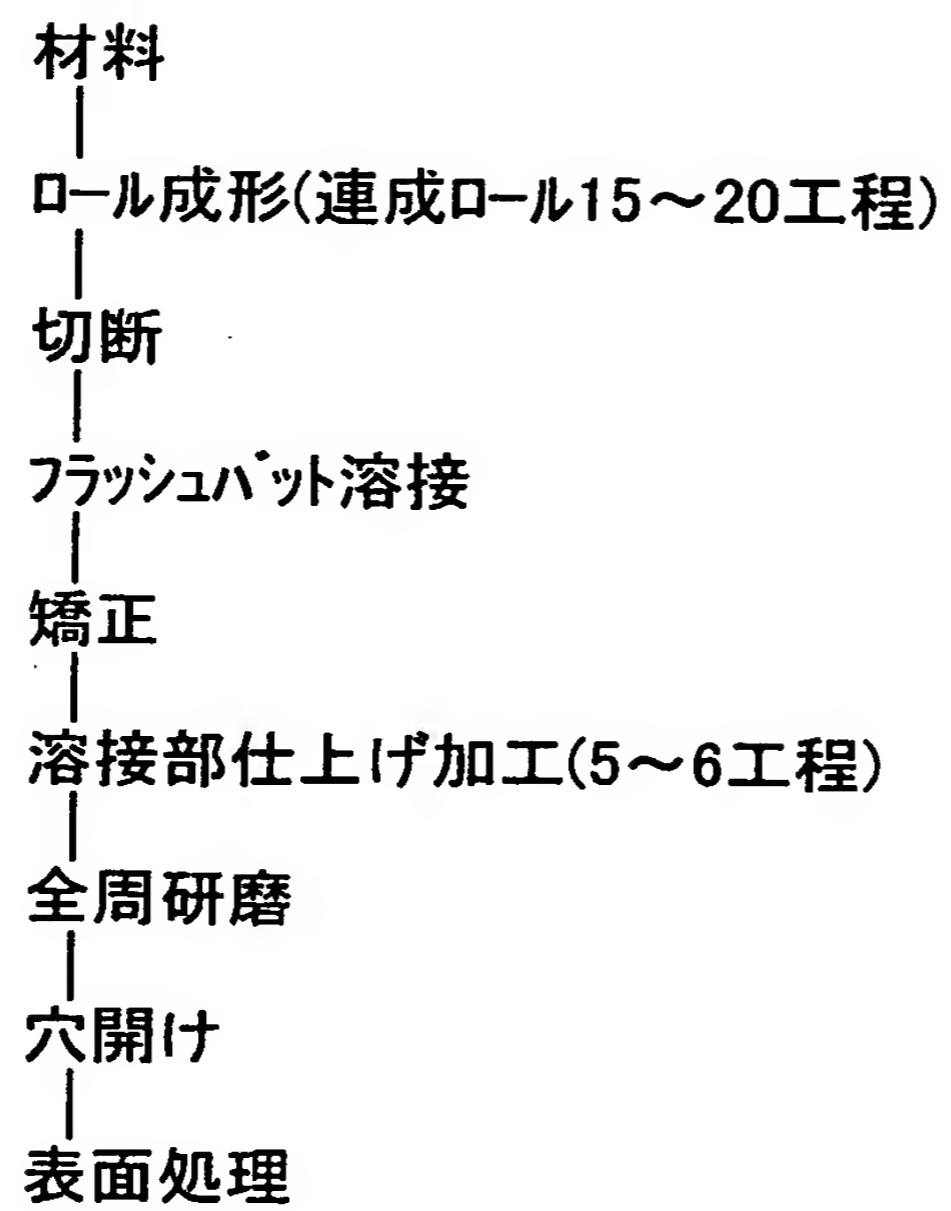 材料
ロール成形(連成ロール15～20工程)
切断
フラッシュバット溶接
矯正
溶接部仕上げ加工(5～6工程)
全周研磨
穴開け
表面処理